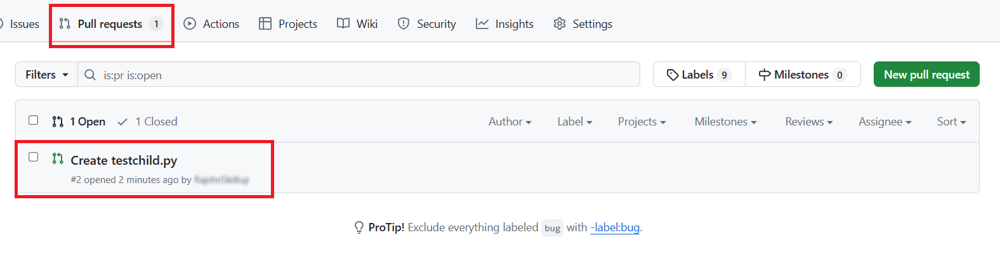 Issues Pull requests 1 Actions Projects Wiki Security Insights Settings
Filters is:pr is:open Labels 9 Milestones 0 New pull request
1 Open 1 Closed Author Label Projects Milestones Reviews Assignee Sort
Create testchild.py
#2 opened 2 minutes ago by
ProTip! Exclude everything labeled bug with -label:bug.